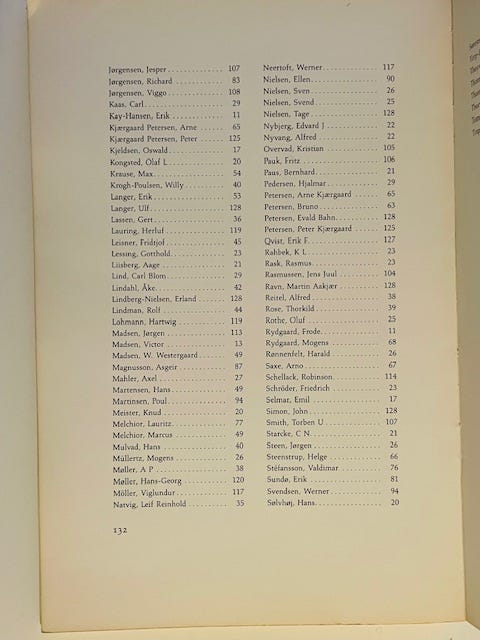 Jørgensen, Jesper .............. 107
Jørgensen, Richard ............ 83
Jørgensen, Viggo .............. 108
Kaas, Carl .................... 29
Kay-Hansen, Erik .............. 11
Kjærgaard Petersen, Arne ...... 65
Kjærgaard Petersen, Peter ..... 125
Kjeldsen, Oswald .............. 17
Kongsted, Olaf L. ............. 20
Krause, Max ................... 54
Krogh-Poulsen, Willy .......... 40
Langer, Erik .................. 53
Langer, Ulf ................... 128
Lassen, Gert .................. 36
Lauring, Herluf ............... 119
Leisner, Fridtjof ............. 45
Lessing, Gotthold ............. 23
Liisberg, Aage ................ 21
Lind, Carl Blom ............... 29
Lindahl, Åke .................. 42
Lindberg-Nielsen, Erland ...... 128
Lindman, Rolf ................. 44
Lohmann, Hartwig .............. 119
Madsen, Jørgen ................ 113
Madsen, Victor ................ 13
Madsen, W. Westergaard ........ 49
Magnusson, Asgeir ............. 87
Mahler, Axel .................. 27
Martensen, Hans ............... 49
Martinsen, Poul ............... 94
Meister, Knud ................. 20
Melchior, Lauritz ............. 77
Melchior, Marcus .............. 49
Mulvad, Hans .................. 40
Müllertz, Mogens .............. 26
Møller, A P ................... 38
Møller, Hans-Georg ............ 120
Möller, Viglundur ............. 117
Natvig, Leif Reinhold ......... 35
Neertoft, Werner .............. 117
Nielsen, Ellen ................ 90
Nielsen, Sven ................. 26
Nielsen, Svend ................ 25
Nielsen, Tage ................. 128
Nybjerg, Edvard J ............. 22
Nyvang, Alfred ................ 22
Overvad, Kristian ............. 105
Pauk, Fritz ................... 106
Paus, Bernhard ................ 21
Pedersen, Hjalmar ............. 29
Petersen, Arne Kjærgaard ...... 65
Petersen, Bruno ............... 63
Petersen, Evald Bahn .......... 128
Petersen, Peter Kjærgaard ..... 125
Qvist, Erik F. ................ 127
Rahbek, K L ................... 23
Rask, Rasmus .................. 23
Rasmussen, Jens Juul .......... 104
Ravn, Martin Aakjær ........... 128
Reitel, Alfred ................ 38
Rose, Thorkild ................ 39
Rothe, Oluf ................... 25
Rydgaard, Frode ............... 11
Rydgaard, Mogens .............. 68
Rønnenfelt, Harald ............ 26
Saxe, Arno .................... 67
Schellack, Robinson ........... 114
Schröder, Friedrich ........... 23
Selmar, Emil .................. 17
Simon, John ................... 128
Smith, Torben U ............... 107
Starcke, C N .................. 21
Steen, Jørgen ................. 26
Steenstrup, Helge ............. 66
Stéfánsson, Valdimar .......... 76
Sundø, Erik ................... 81
Svendsen, Werner .............. 94
Sølvhøj, Hans ................. 20
132